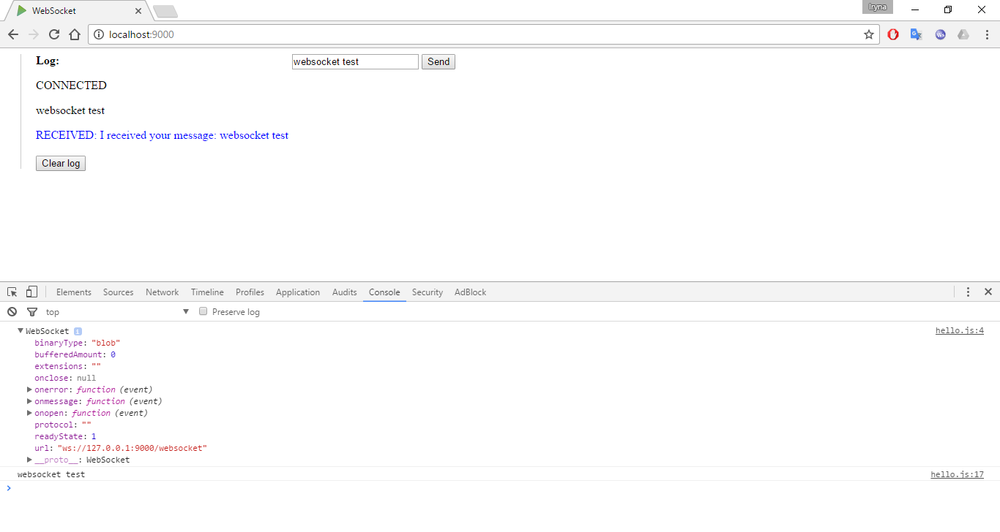 WebSocket
Iryna
localhost:9000
Log:
websocket test
Send
CONNECTED
websocket test
RECEIVED: I received your message: websocket test
Clear log
Elements Sources Network Timeline Profiles Application Audits Console Security AdBlock
top
Preserve log
WebSocket i
hello.js:4
binaryType: "blob"
bufferedAmount: 0
extensions: ""
onclose: null
onerror: function (event)
onmessage: function (event)
onopen: function (event)
protocol: ""
readyState: 1
url: "ws://127.0.0.1:9000/websocket"
__proto__: WebSocket
websocket test
hello.js:17